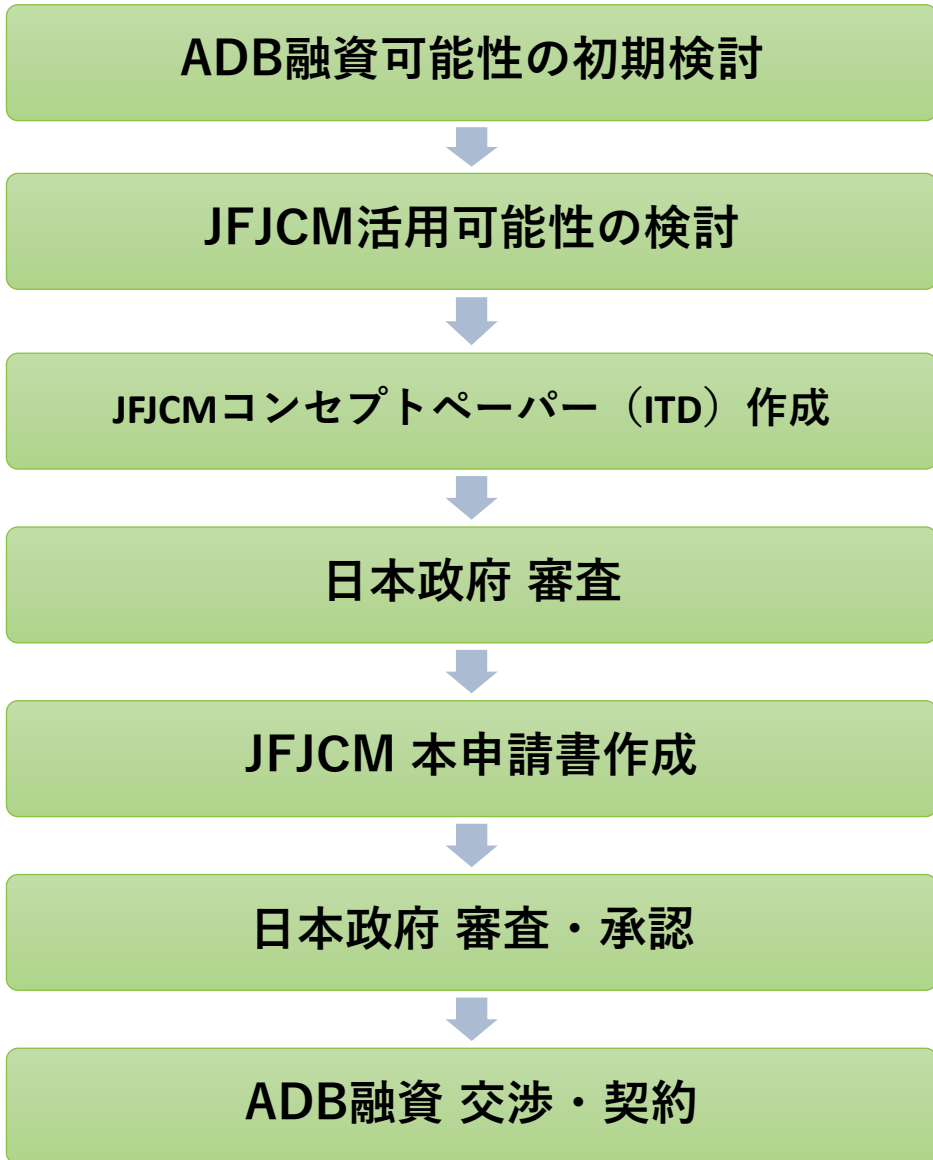 ADB融資可能性の初期検討
JFJCM活用可能性の検討
JFJCMコンセプトペーパー（ITD）作成
日本政府 審査
JFJCM 本申請書作成
日本政府 審査・承認
ADB融資 交渉・契約